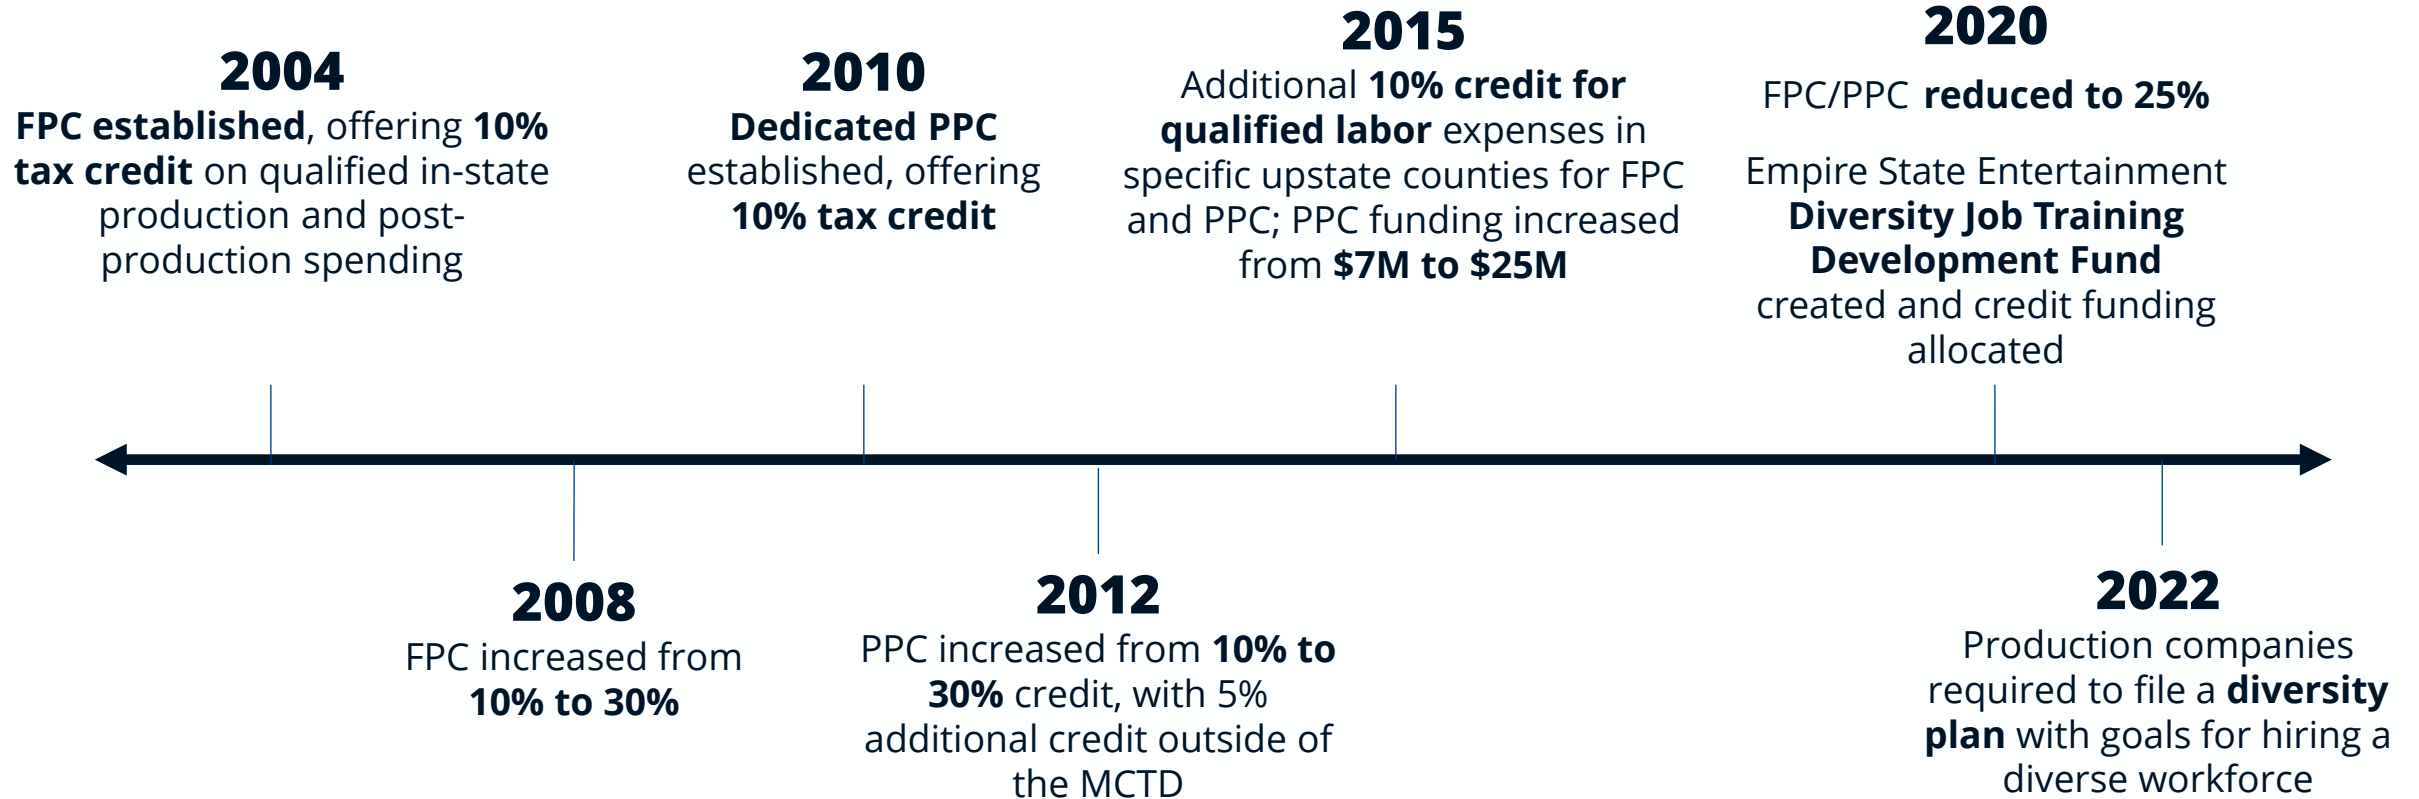 2004
FPC established, offering 10%
tax credit on qualified in-state
production and post-
production spending
2010
Dedicated PPC
established, offering
10% tax credit
2015
Additional 10% credit for
qualified labor expenses in
specific upstate counties for FPC
and PPC; PPC funding increased
from $7M to $25M
2020
FPC/PPC reduced to 25%
Empire State Entertainment
Diversity Job Training
Development Fund
created and credit funding
allocated
2008
FPC increased from
10% to 30%
2012
PPC increased from 10% to
30% credit, with 5%
additional credit outside of
the MCTD
2022
Production companies
required to file a diversity
plan with goals for hiring a
diverse workforce